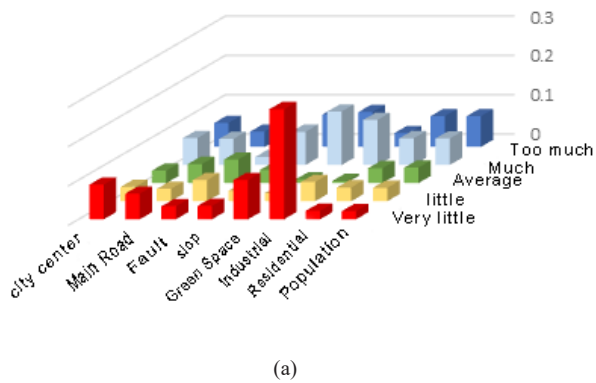 0.3
0.2
0.1
0
Too much
Much
Average
little
Very little
city center
Main Road
Fault
slop
Green Space
Industrial
Residential
Population
(a)